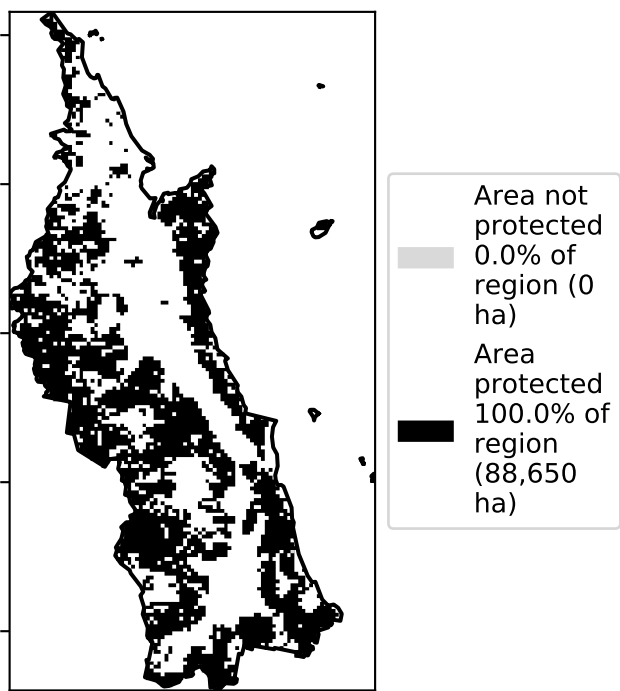 Area not
protected
0.0% of
region (0
ha)
Area
protected
100.0% of
region
(88,650
ha)